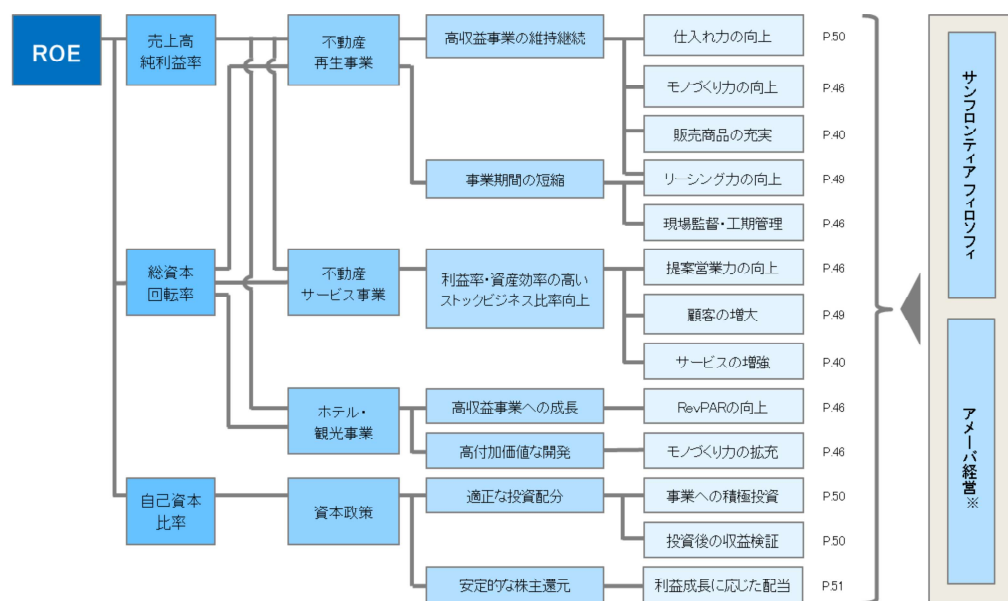 ROE
売上高
純利益率
不動産
再生事業
高収益事業の維持継続
仕入れ力の向上
P.50
モノづくり力の向上
P.46
販売商品の充実
P.40
事業期間の短縮
リーシング力の向上
P.49
現場監督・工期管理
P.46
総資本
回転率
不動産
サービス事業
利益率・資産効率の高い
ストックビジネス比率向上
提案営業力の向上
P.46
顧客の増大
P.49
サービスの増強
P.40
ホテル・
観光事業
高収益事業への成長
RevPARの向上
P.46
高付加価値な開発
モノづくり力の拡充
P.46
自己資本
比率
資本政策
適正な投資配分
事業への積極投資
P.50
投資後の収益検証
P.50
安定的な株主還元
利益成長に応じた配当
P.51
サンフロンティア フィロソフィ
アメーバ経営※